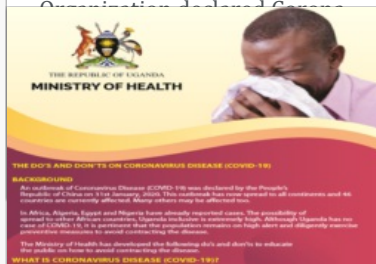 Organization declared Corona
THE REPUBLIC OF UGANDA
MINISTRY OF HEALTH
THE DO'S AND DON'TS ON CORONAVIRUS DISEASE (COVID-19)
BACKGROUND
An outbreak of Coronavirus Disease (COVID-19) was declared by the People's
Republic of China on 31st January, 2020. This outbreak has now spread to all continents and 46
countries are currently affected. Many others may be affected too.
In Africa, Algeria, Egypt and Nigeria have already reported cases. The possibility of
spread to other African countries, Uganda inclusive is extremely high. Although Uganda has no
case of COVID-19, it is pertinent that the population remains on high alert and diligently exercise
preventive measures to avoid contracting the disease.
The Ministry of Health has developed the following do's and don'ts to educate
the public on how to avoid contracting the disease.
WHAT IS CORONAVIRUS DISEASE (COVID-19)?